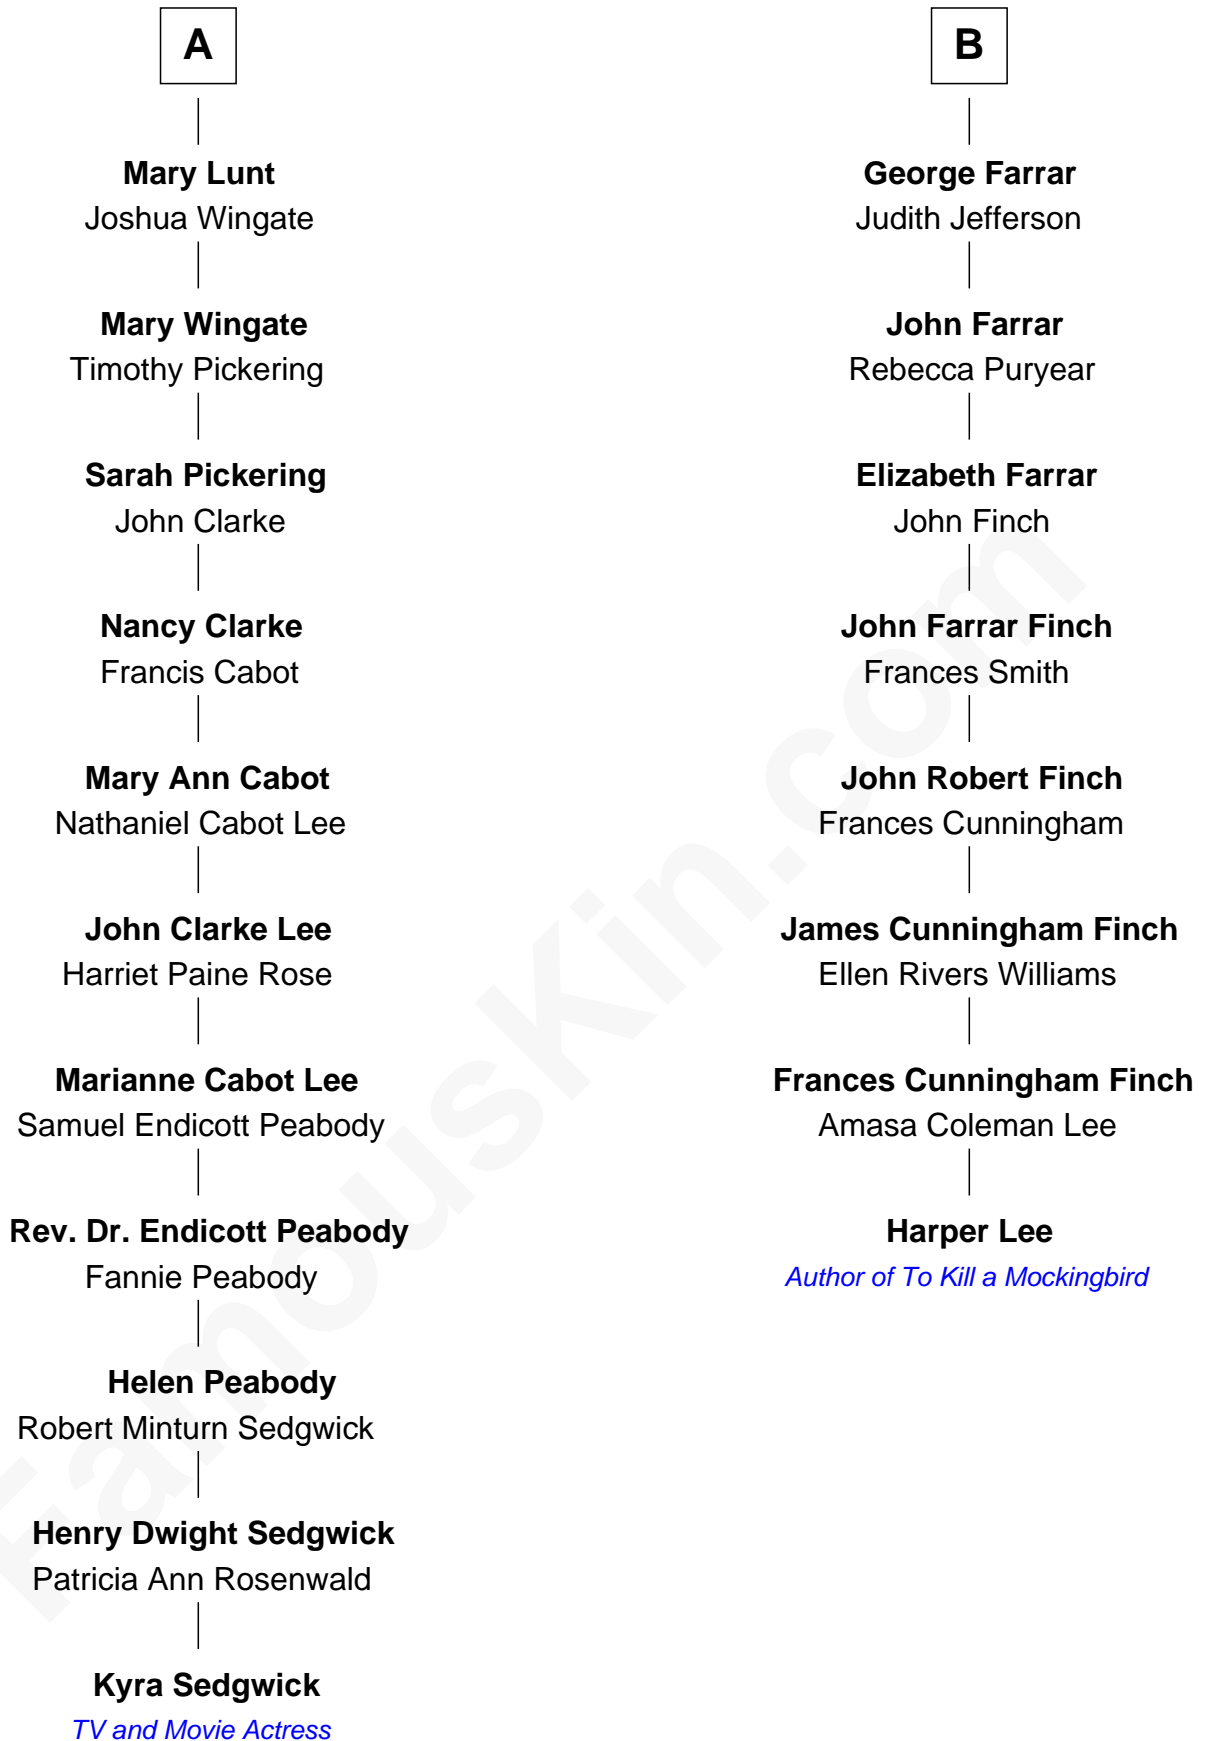 A
Mary Lunt
Joshua Wingate
Mary Wingate
Timothy Pickering
Sarah Pickering
John Clarke
Nancy Clarke
Francis Cabot
Mary Ann Cabot
Nathaniel Cabot Lee
John Clarke Lee
Harriet Paine Rose
Marianne Cabot Lee
Samuel Endicott Peabody
Rev. Dr. Endicott Peabody
Fannie Peabody
Helen Peabody
Robert Minturn Sedgwick
Henry Dwight Sedgwick
Patricia Ann Rosenwald
Kyra Sedgwick
TV and Movie Actress
B
George Farrar
Judith Jefferson
John Farrar
Rebecca Puryear
Elizabeth Farrar
John Finch
John Farrar Finch
Frances Smith
John Robert Finch
Frances Cunningham
James Cunningham Finch
Ellen Rivers Williams
Frances Cunningham Finch
Amasa Coleman Lee
Harper Lee
Author of To Kill a Mockingbird
FamousKin.com